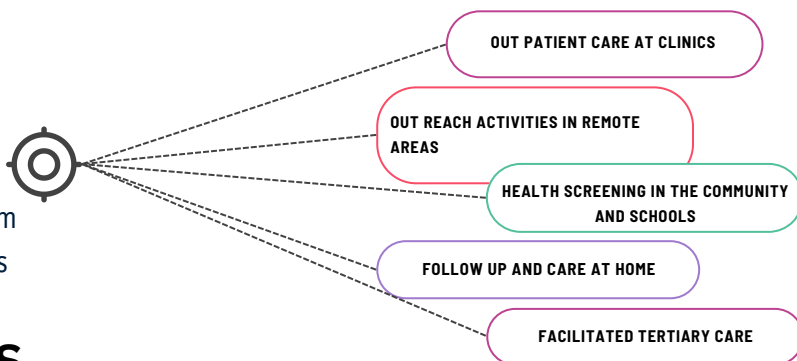 OUT PATIENT CARE AT CLINICS
OUT REACH ACTIVITIES IN REMOTE
AREAS
HEALTH SCREENING IN THE COMMUNITY
AND SCHOOLS
m
s
FOLLOW UP AND CARE AT HOME
FACILITATED TERTIARY CARE
s